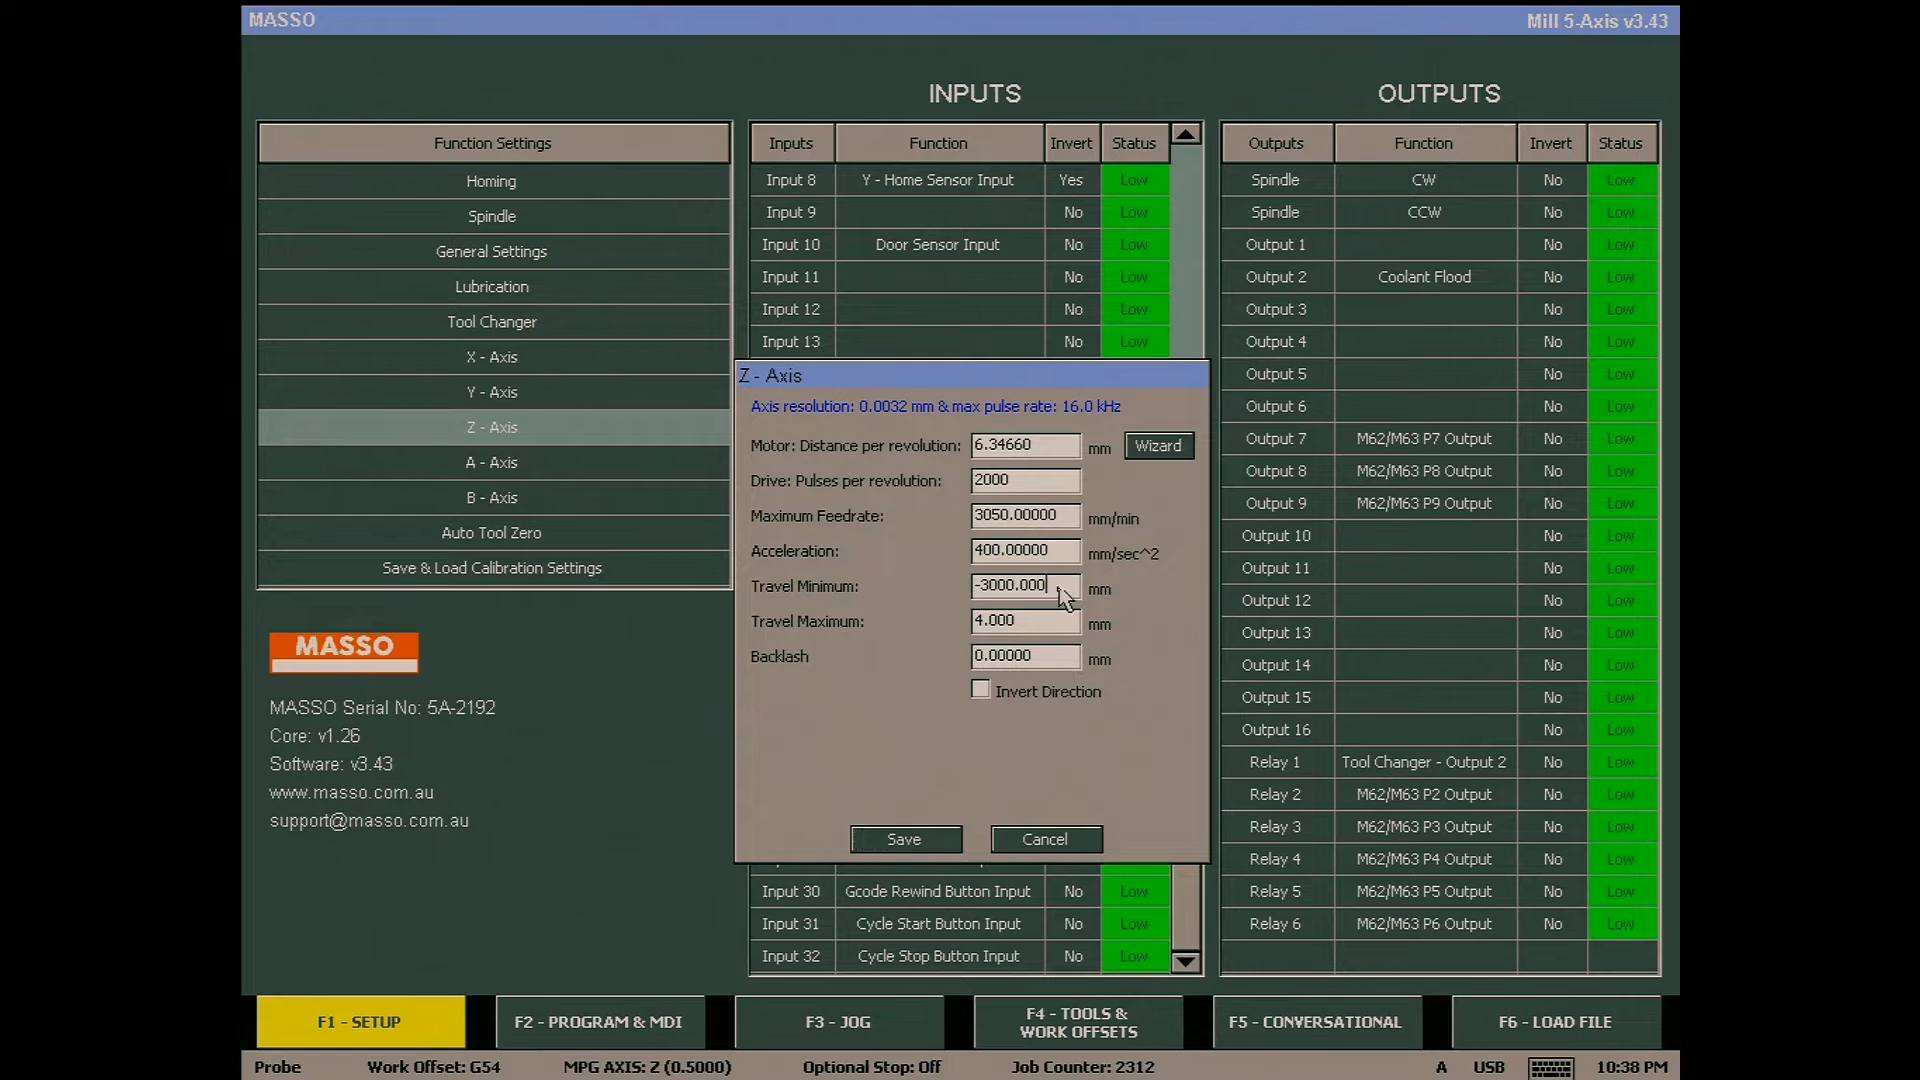 MASSO
Mill 5-Axis v3.43
INPUTS
OUTPUTS
Function Settings
Homing
Spindle
General Settings
Lubrication
Tool Changer
X - Axis
Y - Axis
Z - Axis
A - Axis
B - Axis
Auto Tool Zero
Save & Load Calibration Settings
MASSO
MASSO Serial No: 5A-2192
Core: v1.26
Software: v3.43
www.masso.com.au
support@masso.com.au
Inputs Function Invert Status
Input 8 Y - Home Sensor Input Yes Low
Input 9 No Low
Input 10 Door Sensor Input No Low
Input 11 No Low
Input 12 No Low
Input 13 No Low
Z - Axis
Axis resolution: 0.0032 mm & max pulse rate: 16.0 kHz
Motor: Distance per revolution: 6.34660 mm Wizard
Drive: Pulses per revolution: 2000
Maximum Feedrate: 3050.00000 mm/min
Acceleration: 400.00000 mm/sec^2
Travel Minimum: -3000.000 mm
Travel Maximum: 4.000 mm
Backlash 0.00000 mm
Invert Direction
Save Cancel
Input 30 Gcode Rewind Button Input No Low
Input 31 Cycle Start Button Input No Low
Input 32 Cycle Stop Button Input No Low
Outputs Function Invert Status
Spindle CW No Low
Spindle CCW No Low
Output 1 No Low
Output 2 Coolant Flood No Low
Output 3 No Low
Output 4 No Low
Output 5 No Low
Output 6 No Low
Output 7 M62/M63 P7 Output No Low
Output 8 M62/M63 P8 Output No Low
Output 9 M62/M63 P9 Output No Low
Output 10 No Low
Output 11 No Low
Output 12 No Low
Output 13 No Low
Output 14 No Low
Output 15 No Low
Output 16 No Low
Relay 1 Tool Changer - Output 2 No Low
Relay 2 M62/M63 P2 Output No Low
Relay 3 M62/M63 P3 Output No Low
Relay 4 M62/M63 P4 Output No Low
Relay 5 M62/M63 P5 Output No Low
Relay 6 M62/M63 P6 Output No Low
F1 - SETUP
F2 - PROGRAM & MDI
F3 - JOG
F4 - TOOLS &
WORK OFFSETS
F5 - CONVERSATIONAL
F6 - LOAD FILE
Probe Work Offset: G54 MPG AXIS: Z (0.5000) Optional Stop: Off Job Counter: 2312 A USB 10:38 PM